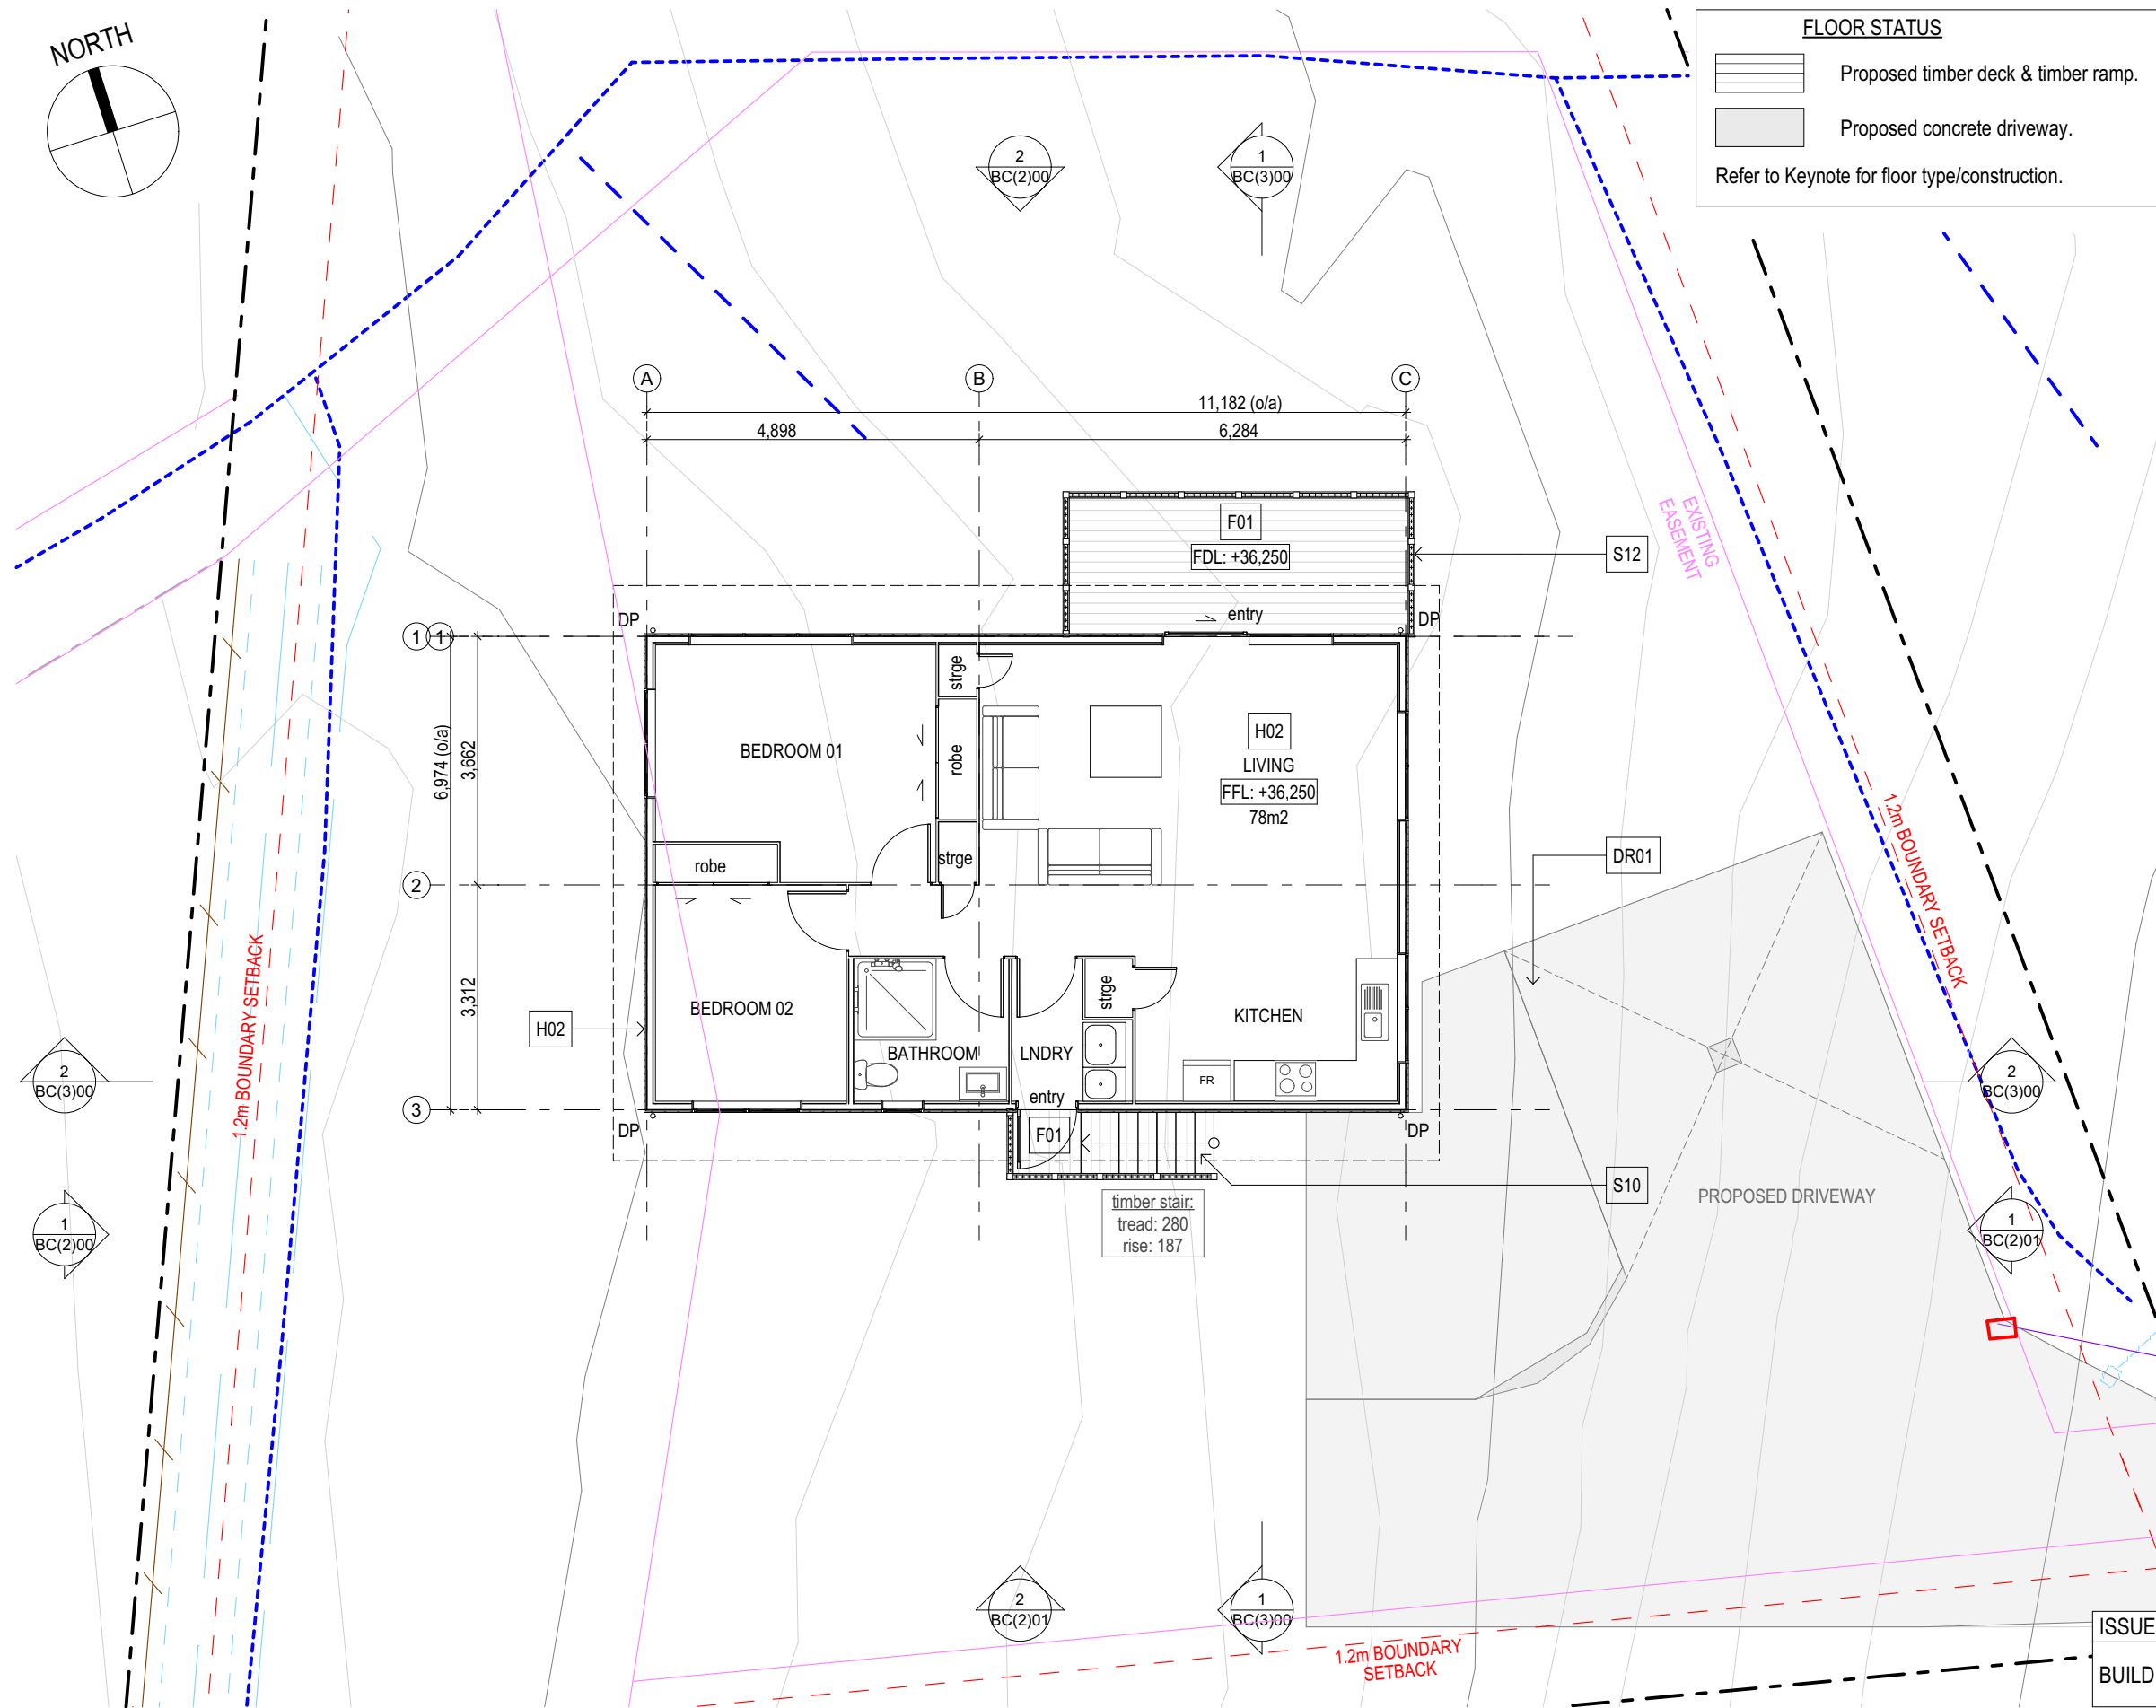 NORTH
FLOOR STATUS
Proposed timber deck & timber ramp.
Proposed concrete driveway.
Refer to Keynote for floor type/construction.
2
BC(2)00
1
BC(3)00
A
B
C
11,182 (o/a)
4,898
6,284
EXISTING
EASEMENT
F01
FDL: +36,250
S12
entry
DP
DP
1
1
strge
6,974 (o/a)
3,662
BEDROOM 01
robe
H02
LIVING
FFL: +36,250
78m2
strge
robe
2
DR01
1.2m BOUNDARY SETBACK
1.2m BOUNDARY SETBACK
3,312
BEDROOM 02
strge
KITCHEN
H02
BATHROOM
LNDRY
FR
entry
2
BC(3)00
2
BC(3)00
3
DP
F01
DP
S10
timber stair:
tread: 280
rise: 187
PROPOSED DRIVEWAY
1
BC(2)00
1
BC(2)01
2
BC(2)01
1
BC(3)00
1.2m BOUNDARY
SETBACK
ISSUE
BUILD